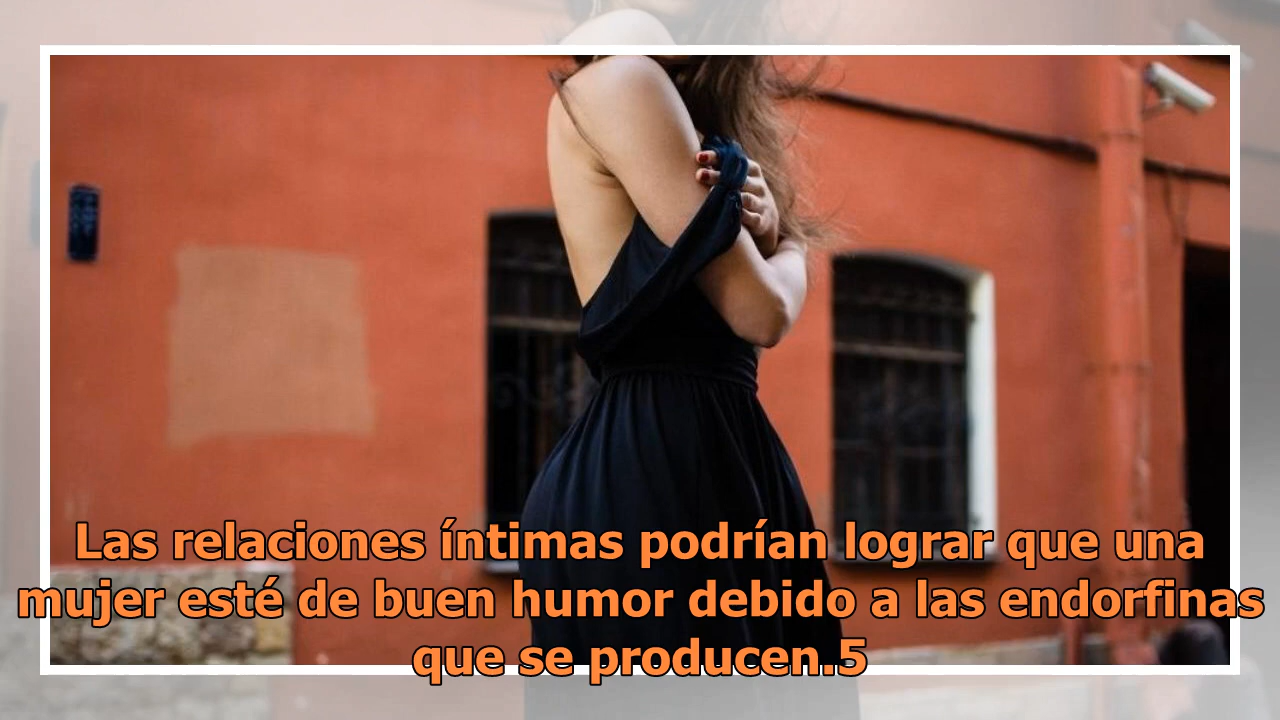 Las relaciones íntimas podrían lograr que una
mujer esté de buen humor debido a las endorfinas
que se producen.5